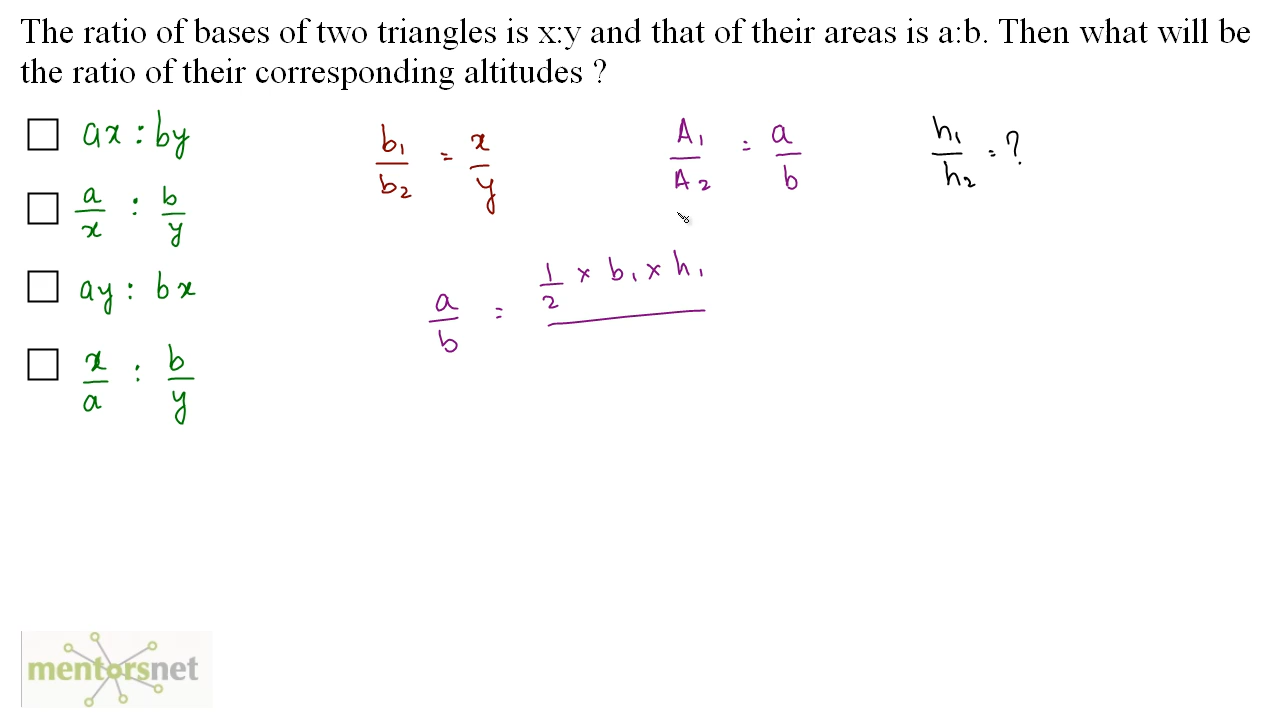 The ratio of bases of two triangles is x:y and that of their areas is a:b. Then what will be
the ratio of their corresponding altitudes ?
ax : by
a/x : b/y
ay : bx
x/a : b/y
b₁/b₂ = x/y
A₁/A₂ = a/b
h₁/h₂ = ?
a/b = 1/2 × b₁ × h₁
mentorsnet